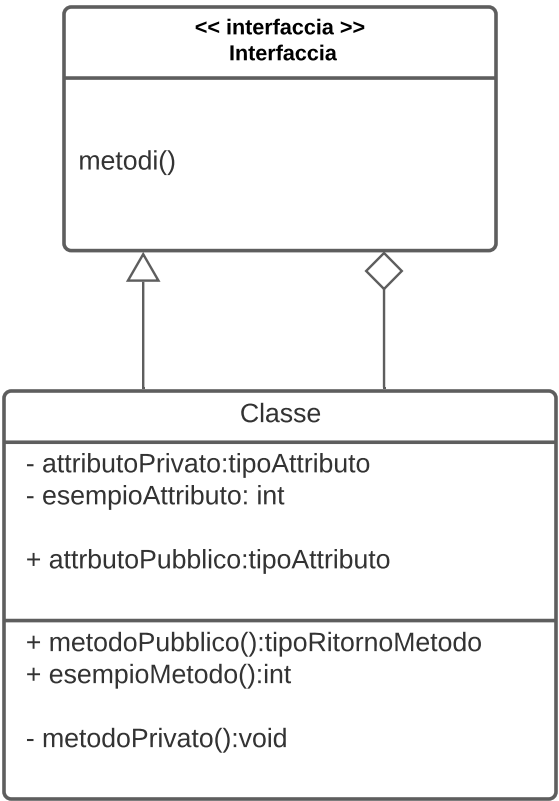 << interfaccia >>
Interfaccia
metodi()
Classe
- attributoPrivato:tipoAttributo
- esempioAttributo: int
+ attrbutoPubblico:tipoAttributo
+ metodoPubblico():tipoRitornoMetodo
+ esempioMetodo():int
- metodoPrivato():void